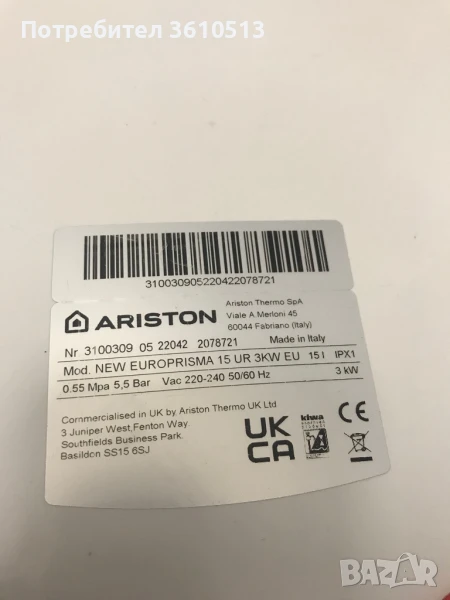 Потребител 3610513
310030905220422078721
ARISTON
Ariston Thermo SpA
Viale A.Merloni 45
60044 Fabriano (Italy)
Nr. 3100309 05 22042 2078721 Made in Italy
Mod. NEW EUROPRISMA 15 UR 3KW EU 15 l IPX1
0.55 Mpa 5,5 Bar Vac 220-240 50/60 Hz 3 kW
Commercialised in UK by Ariston Thermo UK Ltd
3 Juniper West,Fenton Way
Southfields Business Park
Basildon SS15 6SJ
UK
CA
kiwa
CE
BAZAR